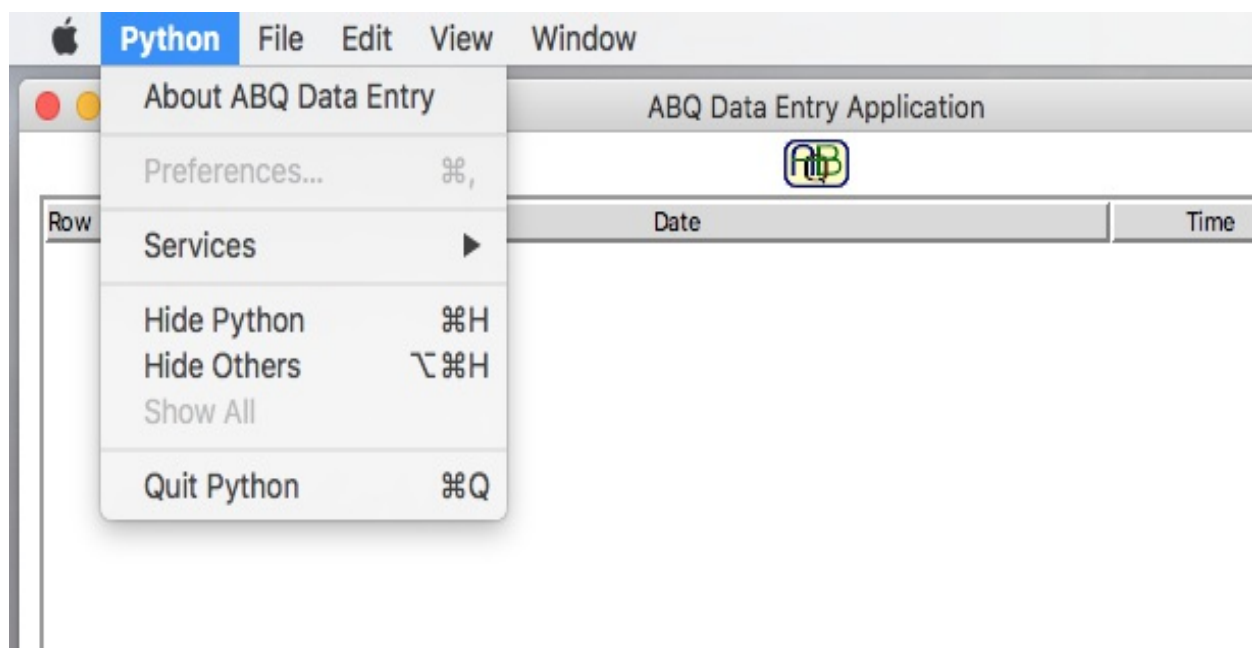 Python File Edit View Window
About ABQ Data Entry
ABQ Data Entry Application
Preferences... ⌘,
Row Date Time
Services ▶
Hide Python ⌘H
Hide Others ⌥⌘H
Show All
Quit Python ⌘Q